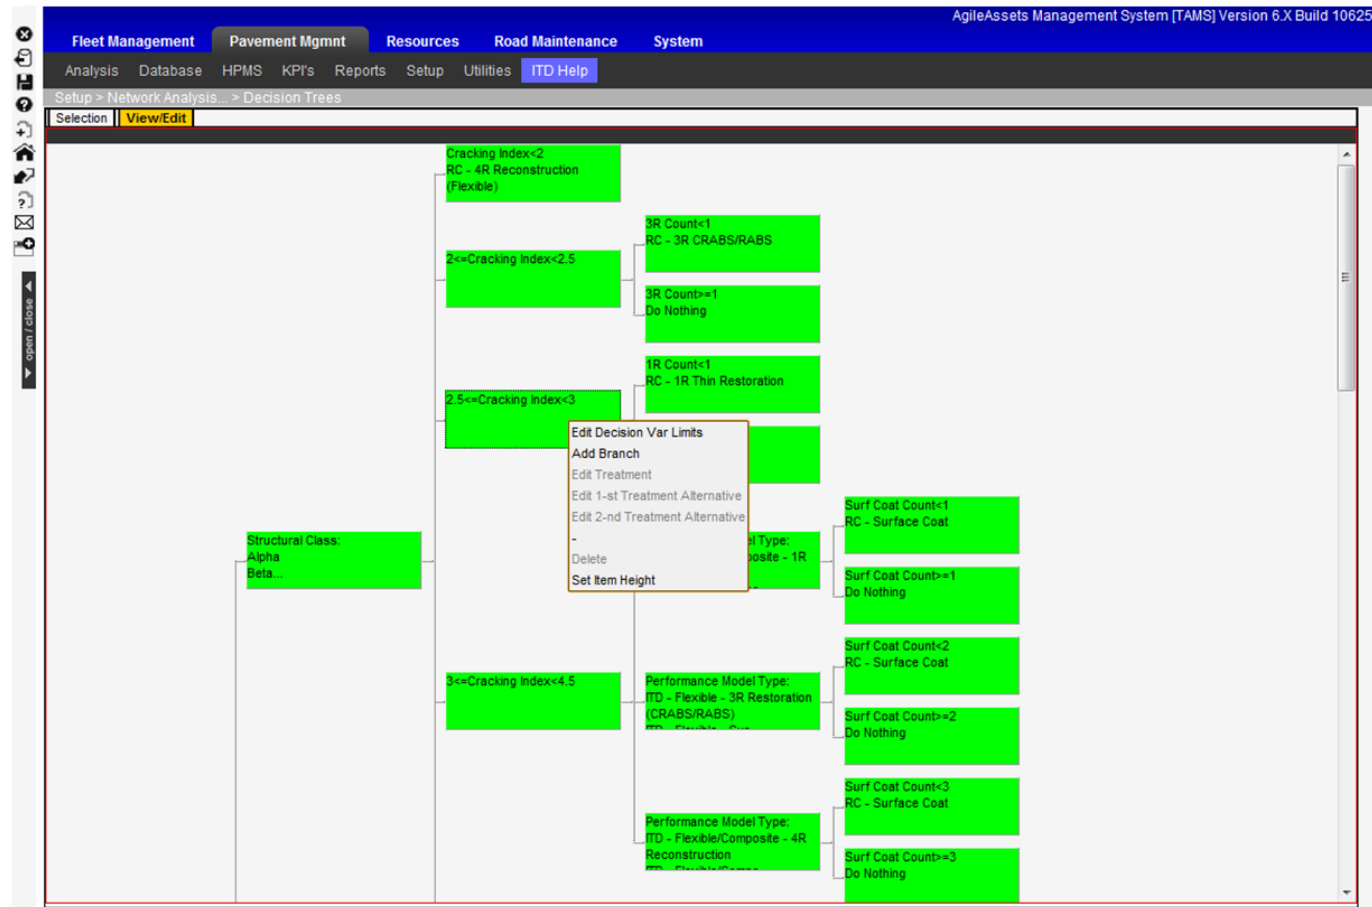 AgileAssets Management System [TAMS] Version 6.X Build 10625
Fleet Management Pavement Mgmnt Resources Road Maintenance System
Analysis Database HPMS KPI's Reports Setup Utilities ITD Help
Setup > Network Analysis... > Decision Trees
Selection View/Edit
open / close
Cracking Index<2
RC - 4R Reconstruction
(Flexible)
3R Count<1
RC - 3R CRABS/RABS
2<=Cracking Index<2.5
3R Count>=1
Do Nothing
1R Count<1
RC - 1R Thin Restoration
2.5<=Cracking Index<3
Edit Decision Var Limits
Add Branch
Edit Treatment
Edit 1-st Treatment Alternative
Edit 2-nd Treatment Alternative
-
Delete
Set Item Height
Structural Class:
Alpha
Beta...
el Type:
posite - 1R
Surf Coat Count<1
RC - Surface Coat
Surf Coat Count>=1
Do Nothing
3<=Cracking Index<4.5
Performance Model Type:
ITD - Flexible - 3R Restoration
(CRABS/RABS)
Surf Coat Count<2
RC - Surface Coat
Surf Coat Count>=2
Do Nothing
Performance Model Type:
ITD - Flexible/Composite - 4R
Reconstruction
Surf Coat Count<3
RC - Surface Coat
Surf Coat Count>=3
Do Nothing